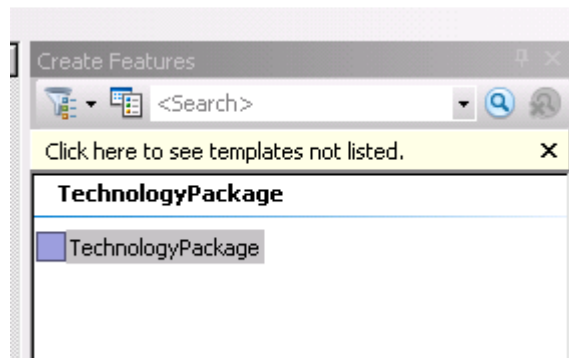 Create Features
<Search>
Click here to see templates not listed.
TechnologyPackage
TechnologyPackage